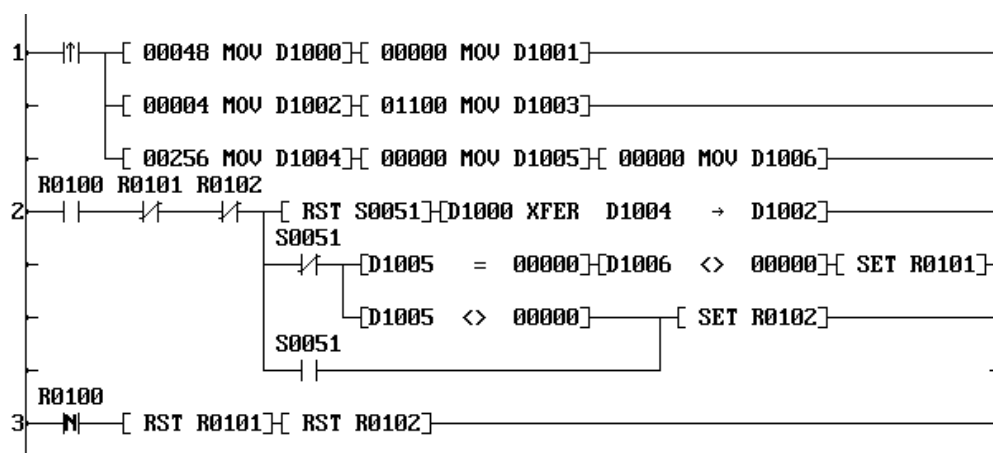 1 [ 00048 MOV D1000][ 00000 MOV D1001]
[ 00004 MOV D1002][ 01100 MOV D1003]
[ 00256 MOV D1004][ 00000 MOV D1005][ 00000 MOV D1006]
R0100 R0101 R0102
2 [ RST S0051][D1000 XFER D1004 → D1002]
S0051
[D1005 = 00000][D1006 <> 00000][ SET R0101]
[D1005 <> 00000] [ SET R0102]
S0051
R0100
3 N [ RST R0101][ RST R0102]